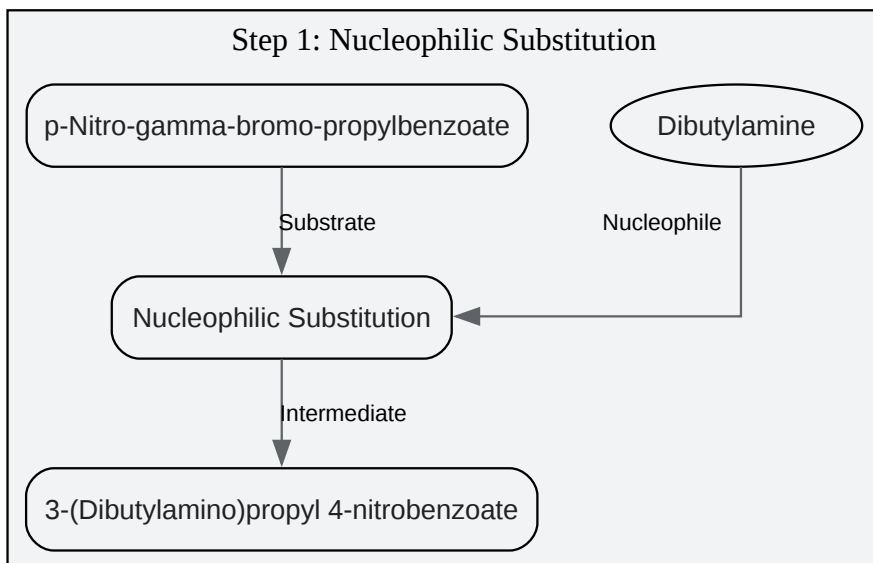 Step 1: Nucleophilic Substitution
p-Nitro-gamma-bromo-propylbenzoate
Dibutylamine
Substrate
Nucleophile
Nucleophilic Substitution
Intermediate
3-(Dibutylamino)propyl 4-nitrobenzoate